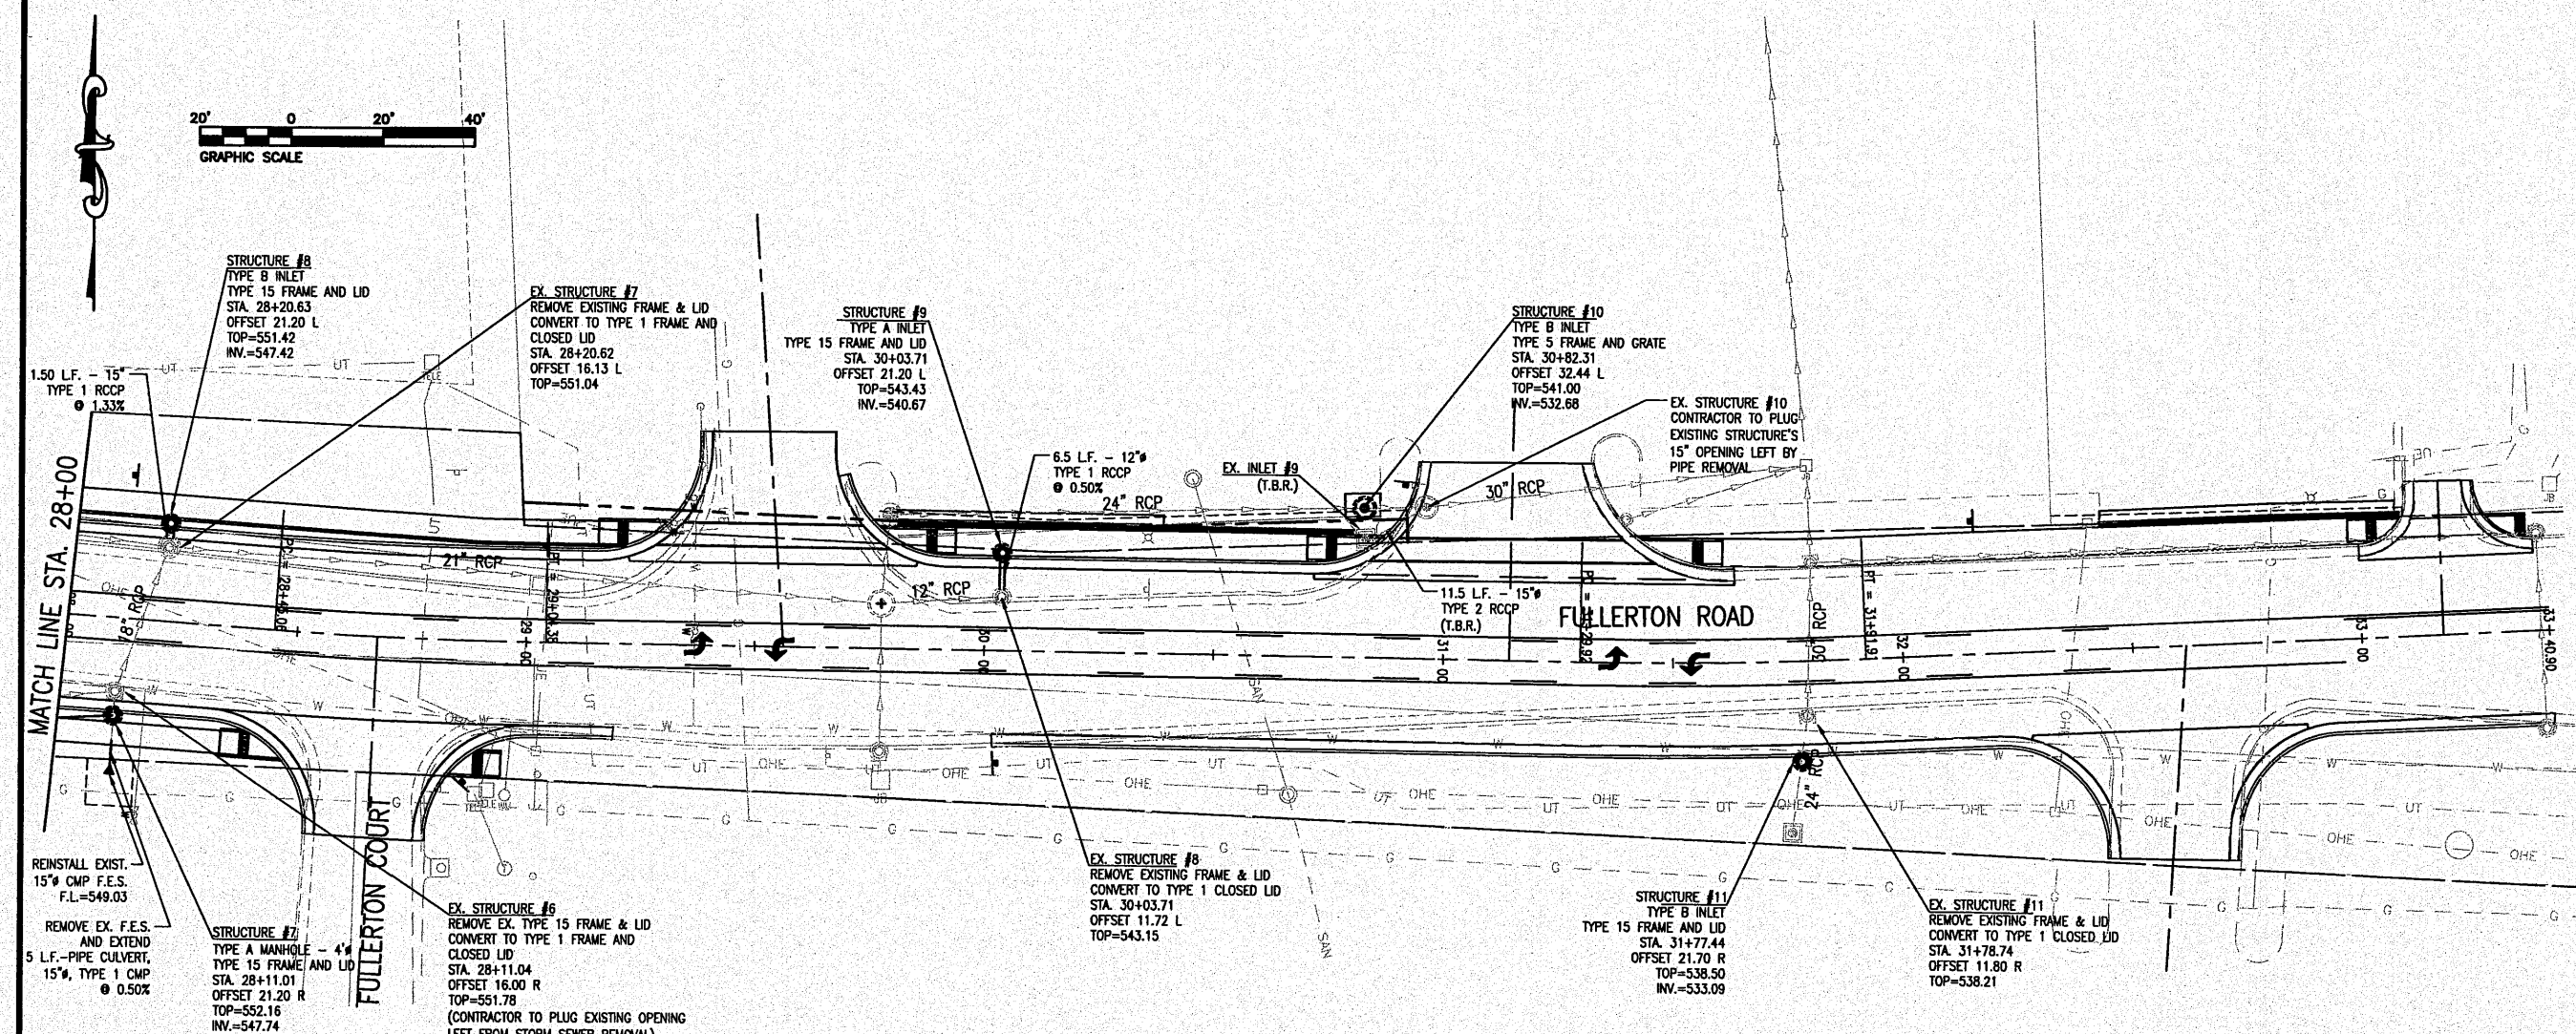 20' 0 20' 40'
GRAPHIC SCALE
STRUCTURE #8
TYPE B INLET
TYPE 15 FRAME AND LID
STA. 28+20.63
OFFSET 21.20 L
TOP=551.42
INV.=547.42
EX. STRUCTURE #7
REMOVE EXISTING FRAME & LID
CONVERT TO TYPE 1 FRAME AND
CLOSED LID
STA. 28+20.62
OFFSET 16.13 L
TOP=551.04
STRUCTURE #9
TYPE A INLET
TYPE 15 FRAME AND LID
STA. 30+03.71
OFFSET 21.20 L
TOP=543.43
INV.=540.67
STRUCTURE #10
TYPE B INLET
TYPE 5 FRAME AND GRATE
STA. 30+82.31
OFFSET 32.44 L
TOP=541.00
INV.=532.68
1.50 L.F. - 15"
TYPE 1 RCCP
@ 1.33%
EX. STRUCTURE #10
CONTRACTOR TO PLUG
EXISTING STRUCTURE'S
15" OPENING LEFT BY
PIPE REMOVAL
6.5 L.F. - 12"ø
TYPE 1 RCCP
@ 0.50%
EX. INLET #9
(T.B.R.)
UT
UT
TELE
MATCH LINE STA. 28+00
24" RCP
30" RCP
21" RCP
12" RCP
18" RCP
11.5 L.F. - 15"ø
TYPE 2 RCCP
(T.B.R.)
FULLERTON ROAD
30" RCP
29+00
30+00
31+00
PT = 31+91.91
32+00
33+00
33+40.90
24" RCP
FULLERTON COURT
SAN
SAN
OHE
UT
OHE
W
G
JB
REINSTALL EXIST.
15"ø CMP F.E.S.
F.L.=549.03
REMOVE EX. F.E.S.
AND EXTEND
5 L.F.-PIPE CULVERT,
15"ø, TYPE 1 CMP
@ 0.50%
STRUCTURE #7
TYPE A MANHOLE - 4'ø
TYPE 15 FRAME AND LID
STA. 28+11.01
OFFSET 21.20 R
TOP=552.16
INV.=547.74
EX. STRUCTURE #6
REMOVE EX. TYPE 15 FRAME & LID
CONVERT TO TYPE 1 FRAME AND
CLOSED LID
STA. 28+11.04
OFFSET 16.00 R
TOP=551.78
(CONTRACTOR TO PLUG EXISTING OPENING
LEFT FROM STORM SEWER REMOVAL)
EX. STRUCTURE #8
REMOVE EXISTING FRAME & LID
CONVERT TO TYPE 1 CLOSED LID
STA. 30+03.71
OFFSET 11.72 L
TOP=543.15
STRUCTURE #11
TYPE B INLET
TYPE 15 FRAME AND LID
STA. 31+77.44
OFFSET 21.70 R
TOP=538.50
INV.=533.09
EX. STRUCTURE #11
REMOVE EXISTING FRAME & LID
CONVERT TO TYPE 1 CLOSED LID
STA. 31+78.74
OFFSET 11.80 R
TOP=538.21